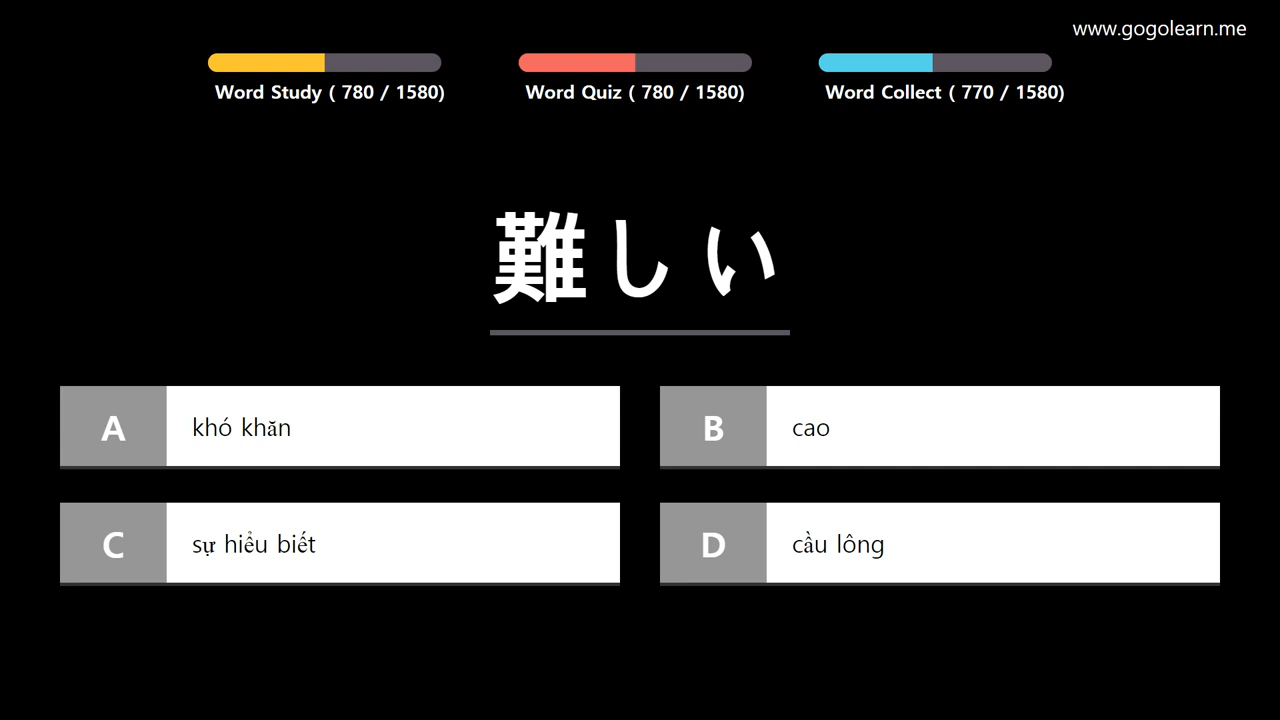 www.gogolearn.me
Word Study ( 780 / 1580)
Word Quiz ( 780 / 1580)
Word Collect ( 770 / 1580)
難しい
A khó khăn
B cao
C sự hiểu biết
D cầu lông